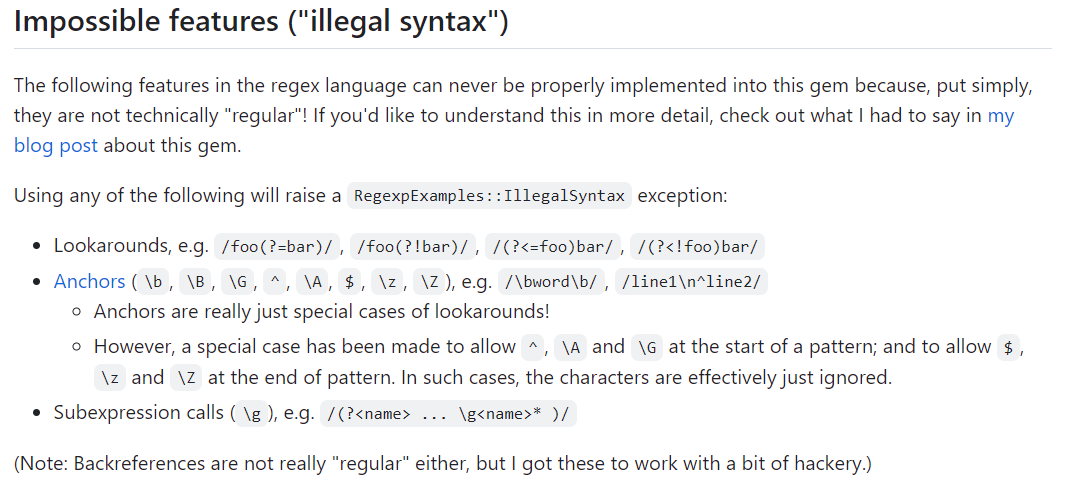 Impossible features ("illegal syntax")
The following features in the regex language can never be properly implemented into this gem because, put simply,
they are not technically "regular"! If you'd like to understand this in more detail, check out what I had to say in my
blog post about this gem.
Using any of the following will raise a RegexpExamples::IllegalSyntax exception:
• Lookarounds, e.g. /foo(?=bar)/, /foo(?!bar)/, /(?<=foo)bar/, /(?<!foo)bar/
• Anchors (\b, \B, \G, ^, \A, $, \z, \Z), e.g. /\bword\b/, /line1\n^line2/
◦ Anchors are really just special cases of lookarounds!
◦ However, a special case has been made to allow ^, \A and \G at the start of a pattern; and to allow $,
\z and \Z at the end of pattern. In such cases, the characters are effectively just ignored.
• Subexpression calls (\g), e.g. /(?<name> ... \g<name>* )/
(Note: Backreferences are not really "regular" either, but I got these to work with a bit of hackery.)